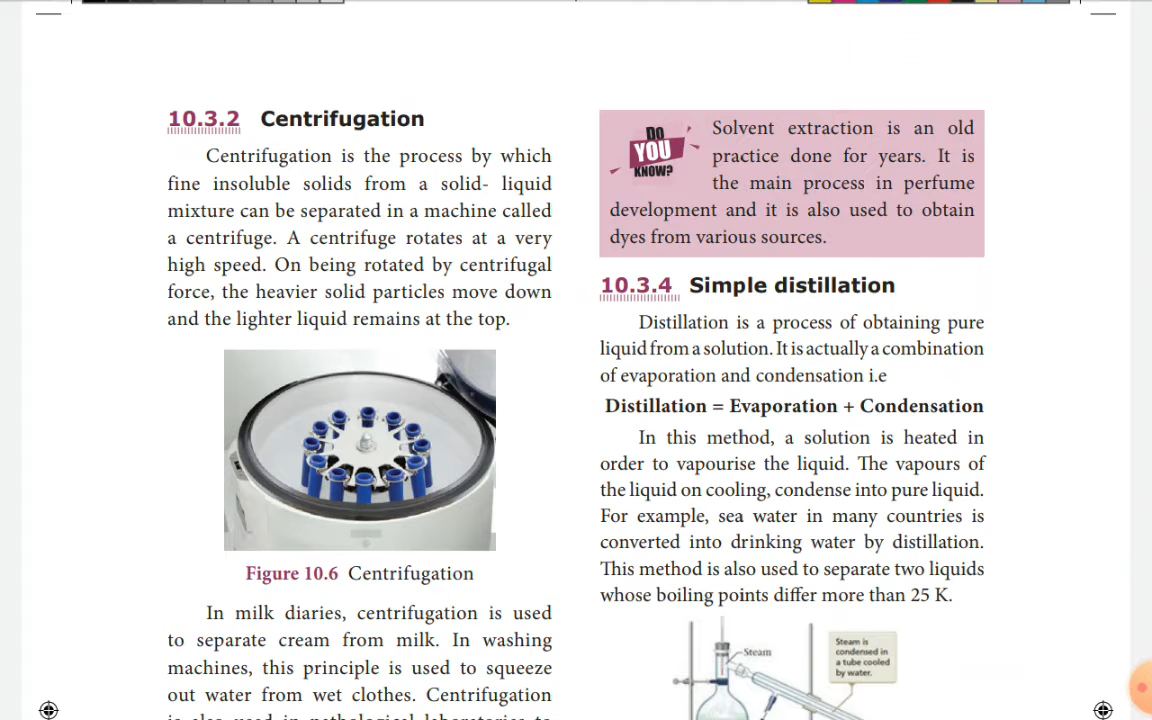 10.3.2 Centrifugation
Centrifugation is the process by which
fine insoluble solids from a solid- liquid
mixture can be separated in a machine called
a centrifuge. A centrifuge rotates at a very
high speed. On being rotated by centrifugal
force, the heavier solid particles move down
and the lighter liquid remains at the top.
Figure 10.6 Centrifugation
In milk diaries, centrifugation is used
to separate cream from milk. In washing
machines, this principle is used to squeeze
out water from wet clothes. Centrifugation
is also used in pathological laboratories to
DO
YOU
KNOW?
Solvent extraction is an old
practice done for years. It is
the main process in perfume
development and it is also used to obtain
dyes from various sources.
10.3.4 Simple distillation
Distillation is a process of obtaining pure
liquid from a solution. It is actually a combination
of evaporation and condensation i.e
Distillation = Evaporation + Condensation
In this method, a solution is heated in
order to vapourise the liquid. The vapours of
the liquid on cooling, condense into pure liquid.
For example, sea water in many countries is
converted into drinking water by distillation.
This method is also used to separate two liquids
whose boiling points differ more than 25 K.
Steam
Steam is
condensed in
a tube cooled
by water.